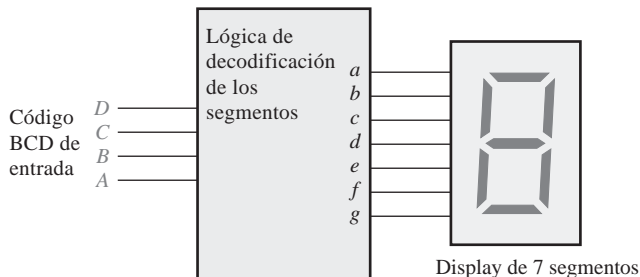 Lógica de
decodificación
de los
segmentos
Código
BCD de
entrada
D
C
B
A
a
b
c
d
e
f
g
Display de 7 segmentos